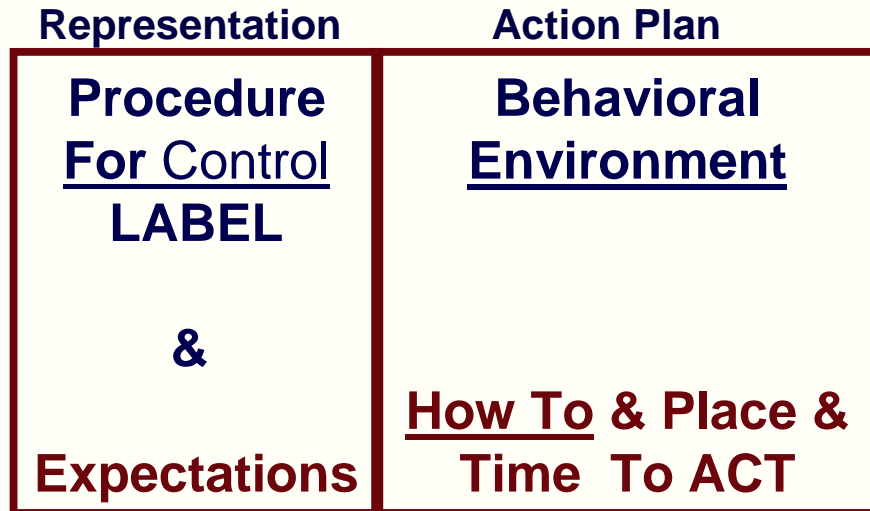 Representation
Action Plan
Procedure
For Control
LABEL
&
Expectations
Behavioral
Environment
How To & Place &
Time To ACT